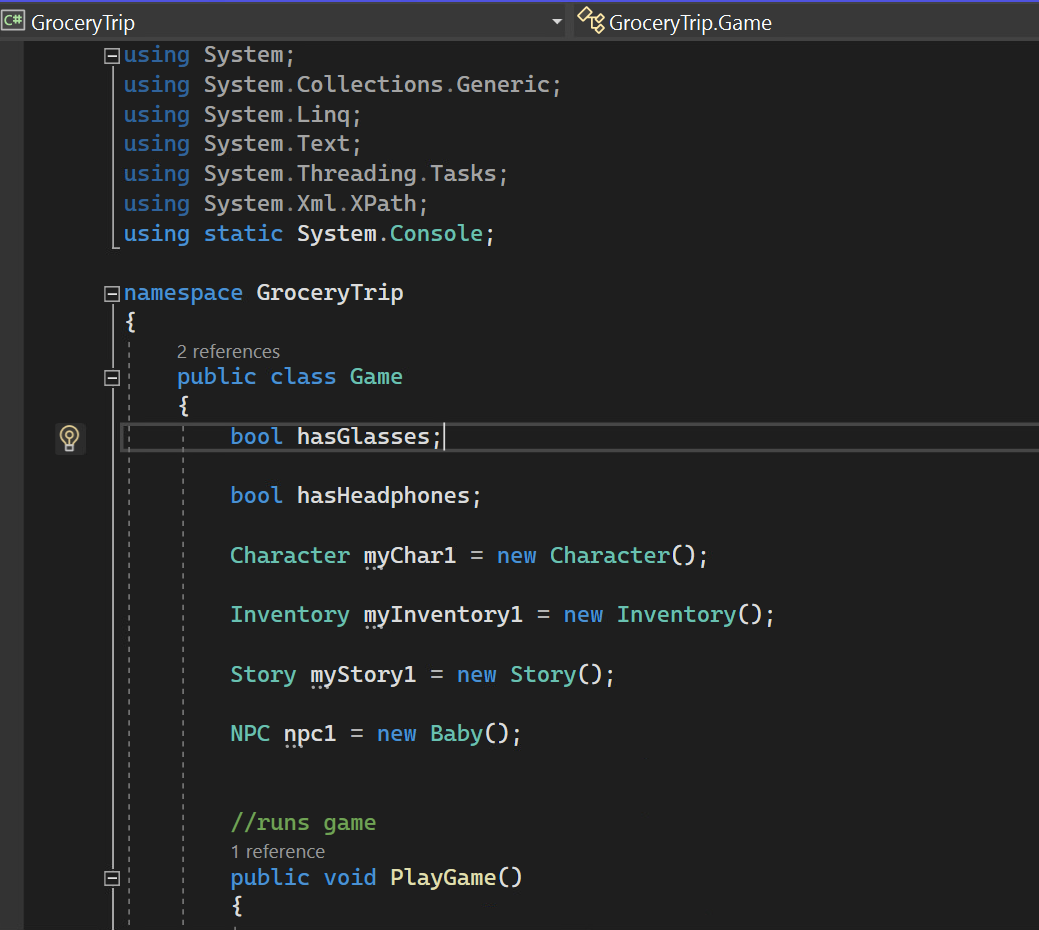 C# GroceryTrip GroceryTrip.Game
using System;
using System.Collections.Generic;
using System.Linq;
using System.Text;
using System.Threading.Tasks;
using System.Xml.XPath;
using static System.Console;
namespace GroceryTrip
{
2 references
public class Game
{
bool hasGlasses;
bool hasHeadphones;
Character myChar1 = new Character();
Inventory myInventory1 = new Inventory();
Story myStory1 = new Story();
NPC npc1 = new Baby();
//runs game
1 reference
public void PlayGame()
{